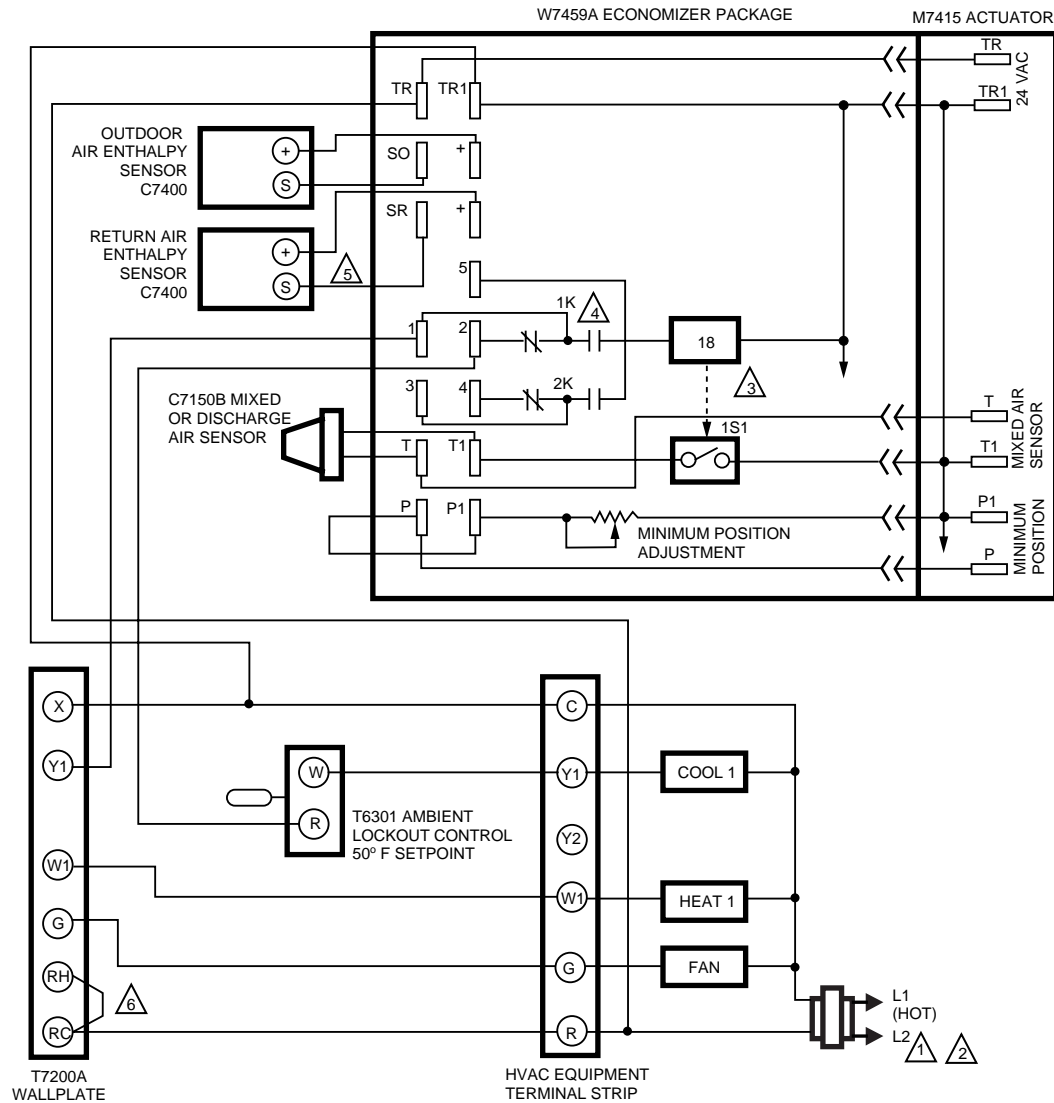 W7459A ECONOMIZER PACKAGE
M7415 ACTUATOR
TR
TR TR1
24 VAC
TR1
OUTDOOR
AIR ENTHALPY
SENSOR
C7400
+
S
SO +
RETURN AIR
ENTHALPY
SENSOR
C7400
+
S
5
SR +
5
1 2
1K
4
18
3
3 4
2K
C7150B MIXED
OR DISCHARGE
AIR SENSOR
T T1
1S1
T
T1
MIXED AIR
SENSOR
P P1
MINIMUM POSITION
ADJUSTMENT
P1
P
MINIMUM
POSITION
X
Y1
W1
G
RH
RC
6
T7200A
WALLPLATE
W
R
T6301 AMBIENT
LOCKOUT CONTROL
50º F SETPOINT
C
Y1
Y2
W1
G
R
HVAC EQUIPMENT
TERMINAL STRIP
COOL 1
HEAT 1
FAN
L1
(HOT)
L2
1
2